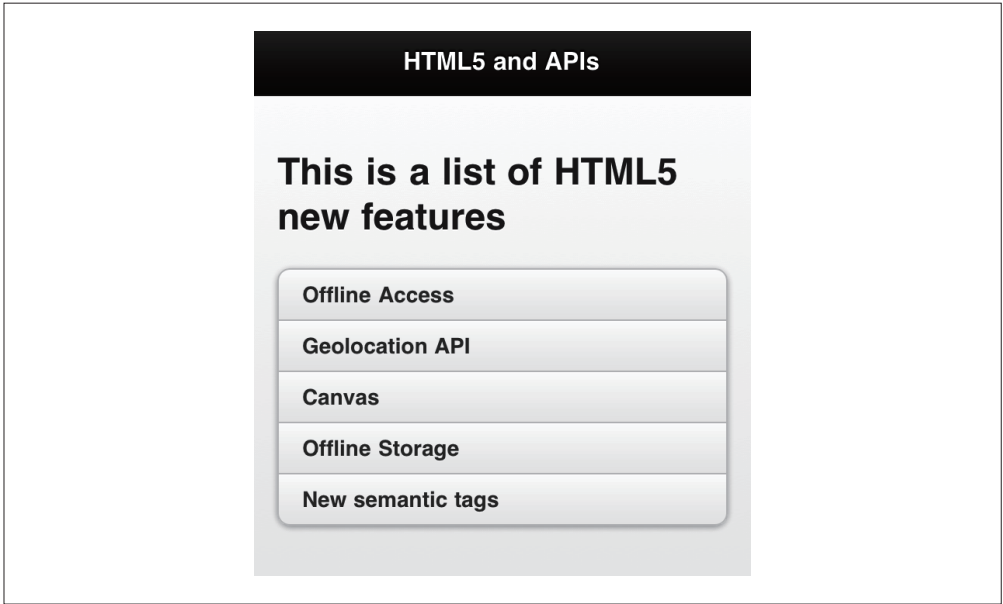 HTML5 and APIs
This is a list of HTML5
new features
Offline Access
Geolocation API
Canvas
Offline Storage
New semantic tags